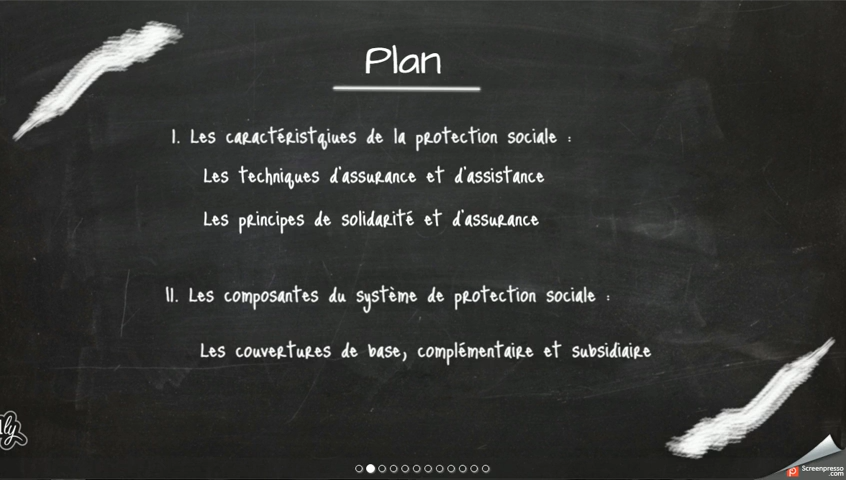 Plan
I. Les caractéristqiues de la protection sociale :
Les techniques d'assurance et d'assistance
Les principes de solidarité et d'assurance
II. Les composantes du système de protection sociale :
Les couvertures de base, complémentaire et subsidiaire
ly
Screenpresso
.com